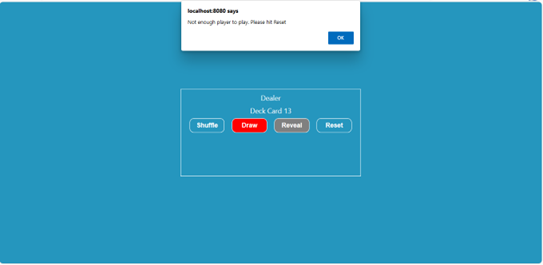 localhost:8080 says
Not enough player to play. Please hit Reset
OK
Dealer
Deck Card 13
Shuffle Draw Reveal Reset